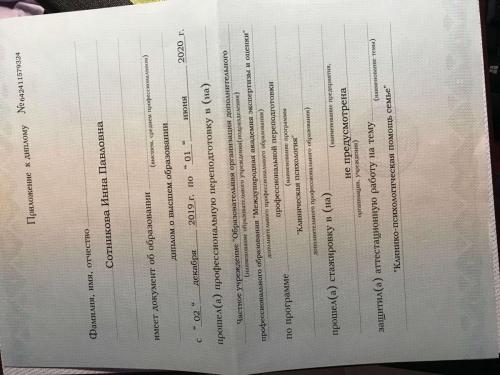 Приложение к диплому №642411579324
Фамилия, имя, отчество
Сотникова Инна Павловна
имеет документ об образовании
(высшем, среднем профессиональном)
диплом о высшем образовании
с " 02 " декабря 2019 г. по " 01 " июня 2020 г.
прошел(а) профессиональную переподготовку в (на)
Частное учреждение "Образовательная организация дополнительного
(наименование образовательного учреждения(подразделения)
профессионального образования "Международная академия экспертизы и оценки"
дополнительного профессионального образования)
по программе профессиональной переподготовки
(наименование программы
"Клиническая психология"
дополнительного профессионального образования)
прошел(а) стажировку в (на)
(наименование предприятия,
не предусмотрена
организации, учреждения)
защитил(а) аттестационную работу на тему
(наименование темы)
"Клинико-психологическая помощь семье"